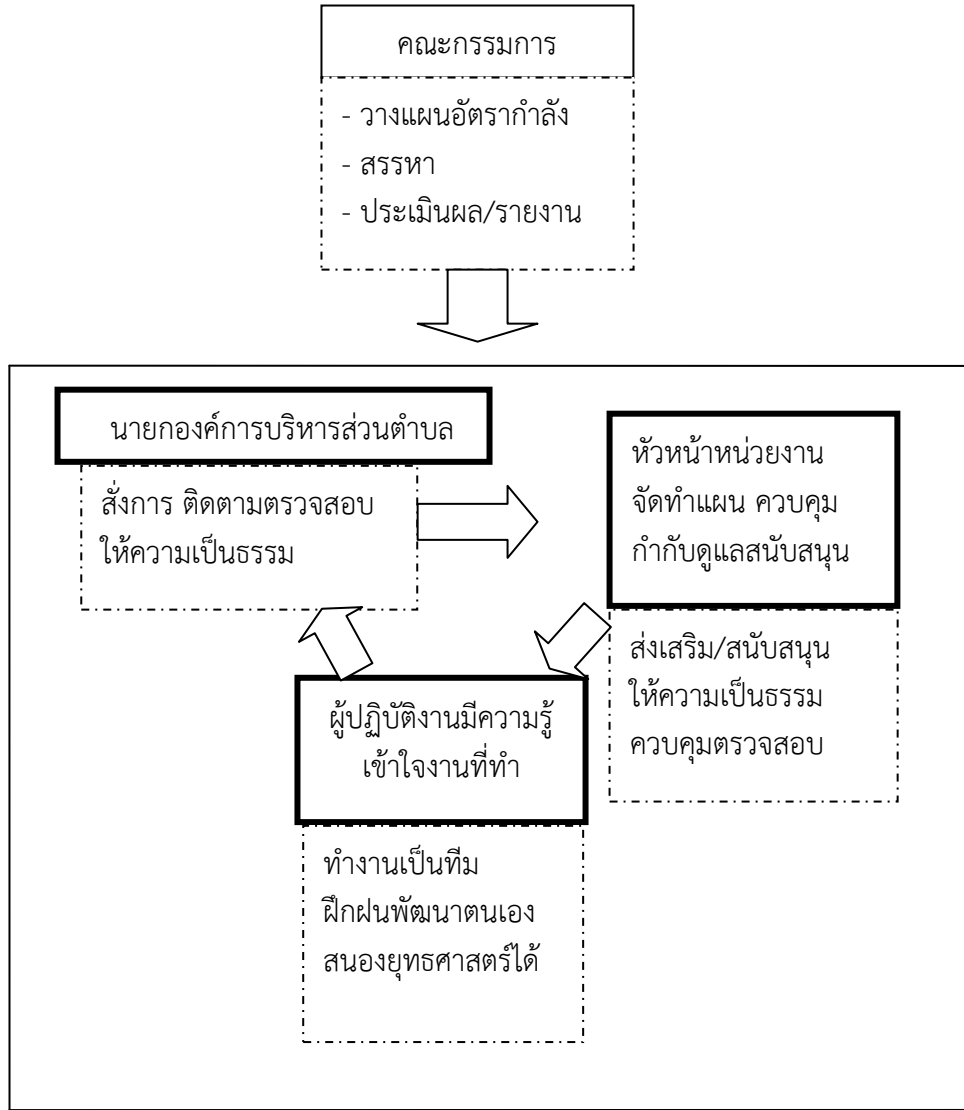 คณะกรรมการ
- วางแผนอัตรากำลัง
- สรรหา
- ประเมินผล/รายงาน
นายกองค์การบริหารส่วนตำบล
สั่งการ ติดตามตรวจสอบ
ให้ความเป็นธรรม
หัวหน้าหน่วยงาน
จัดทำแผน ควบคุม
กำกับดูแลสนับสนุน
ส่งเสริม/สนับสนุน
ให้ความเป็นธรรม
ควบคุมตรวจสอบ
ผู้ปฏิบัติงานมีความรู้
เข้าใจงานที่ทำ
ทำงานเป็นทีม
ฝึกฝนพัฒนาตนเอง
สนองยุทธศาสตร์ได้